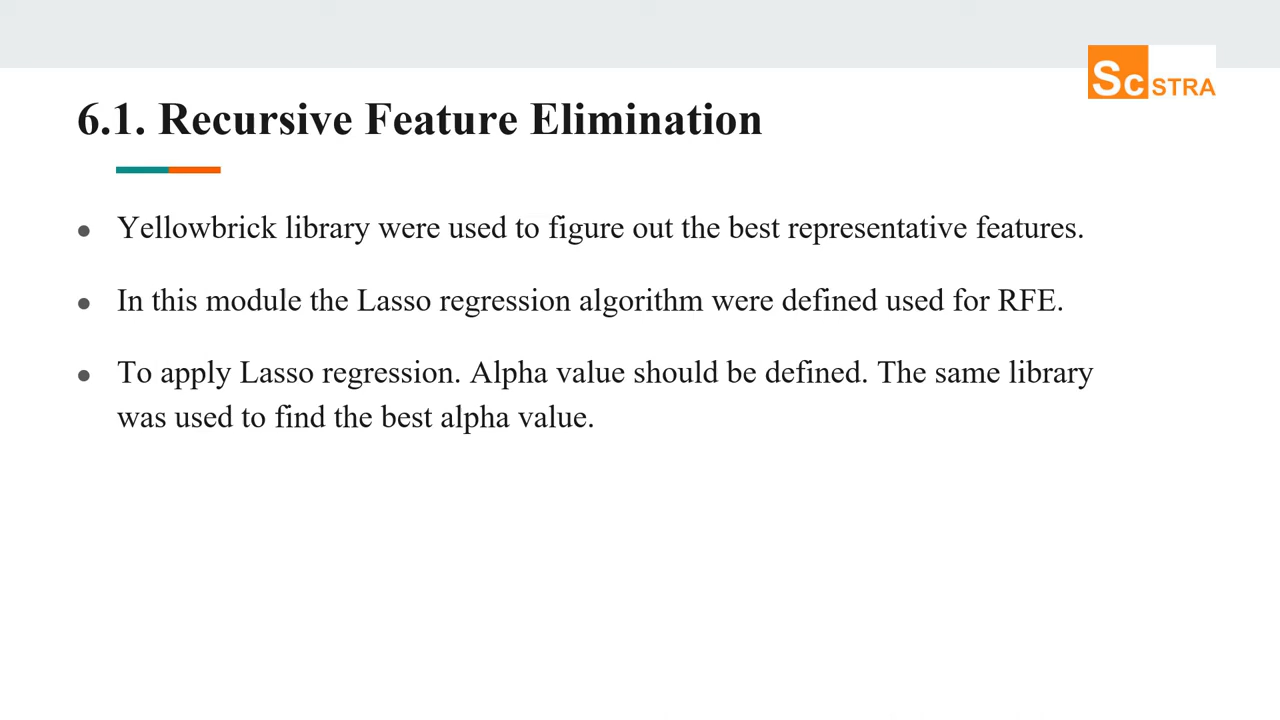 Sc STRA
6.1. Recursive Feature Elimination
● Yellowbrick library were used to figure out the best representative features.
● In this module the Lasso regression algorithm were defined used for RFE.
● To apply Lasso regression. Alpha value should be defined. The same library
was used to find the best alpha value.